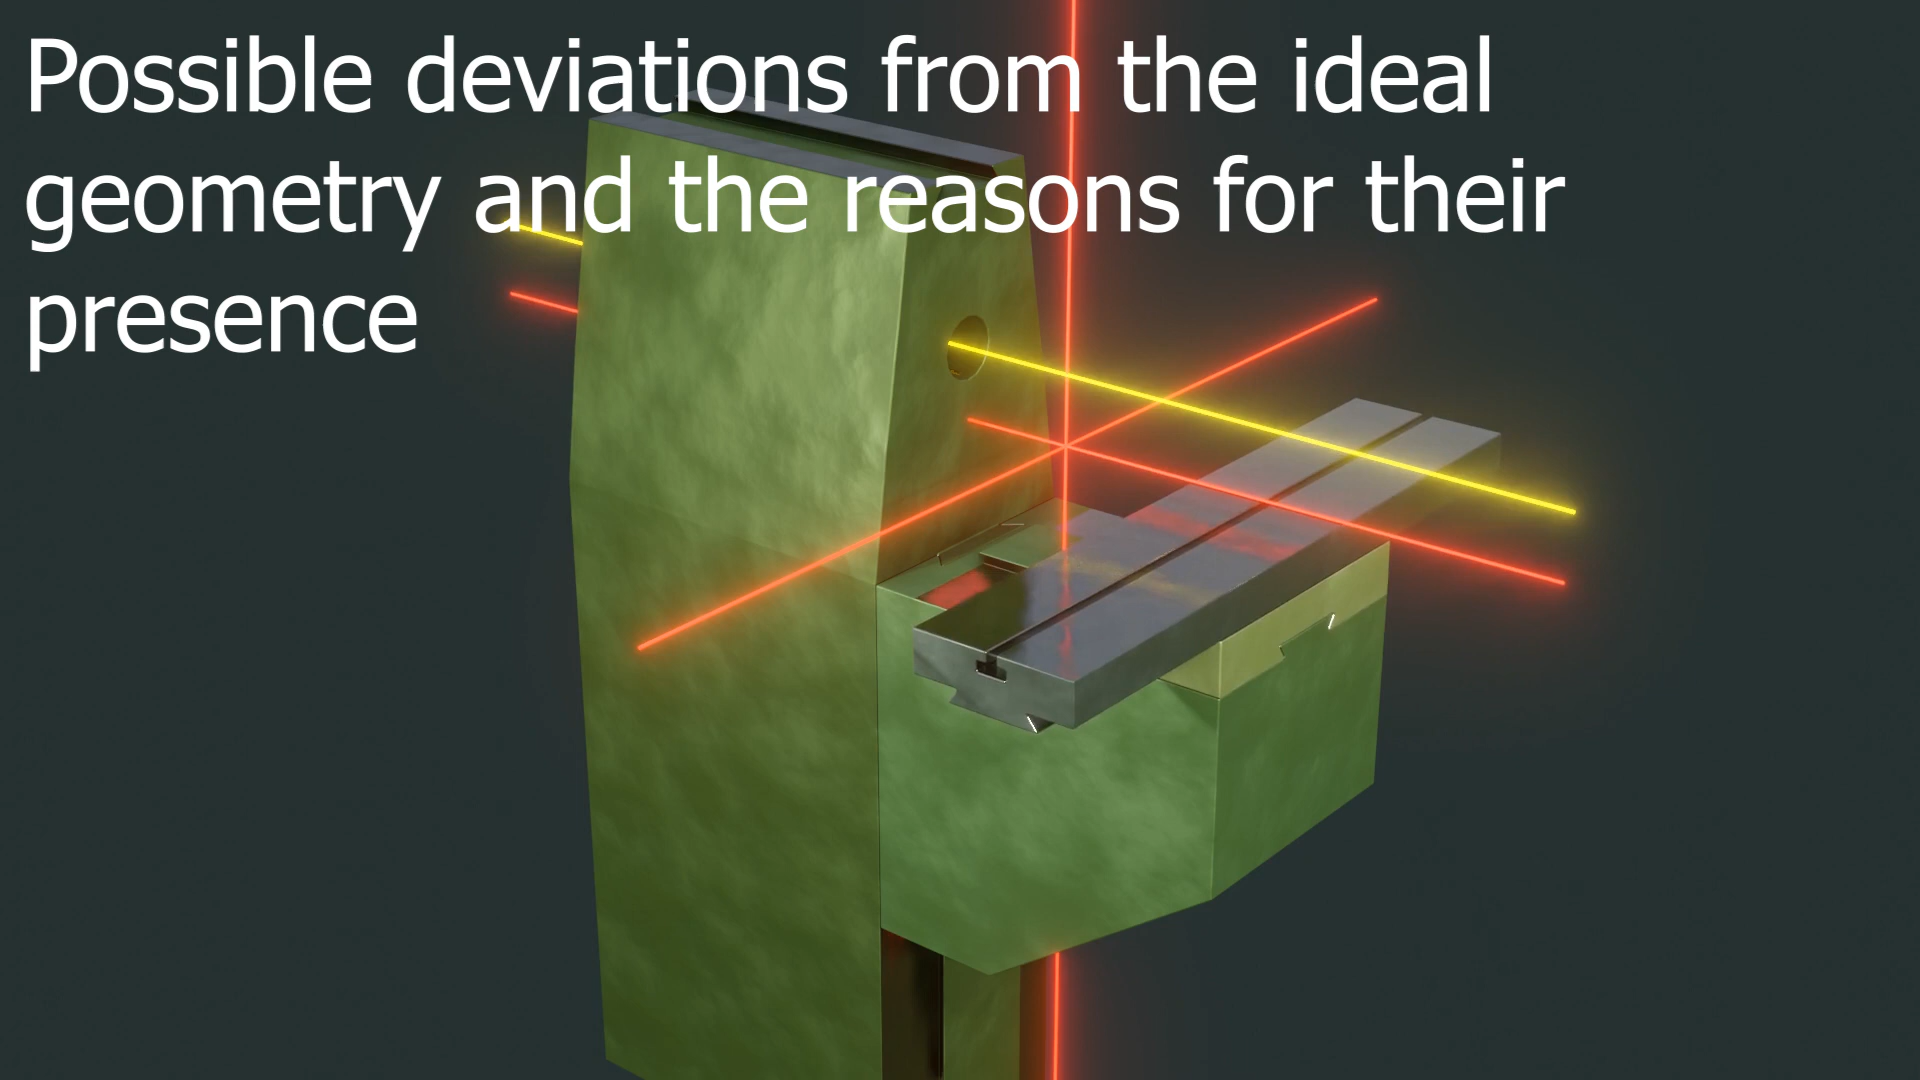 Possible deviations from the ideal
geometry and the reasons for their
presence